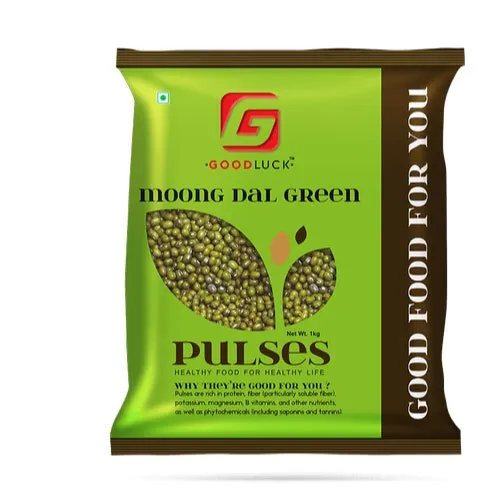 G
GOODLUCK™
MOONG DAL GREEN
Net Wt. 1kg
PULSES
HEALTHY FOOD FOR HEALTHY LIFE
WHY THEY'RE GOOD FOR YOU ?
Pulses are rich in protein, fiber (particularly soluble fiber),
potassium, magnesium, B vitamins, and other nutrients,
as well as phytochemicals (including saponins and tannins).
GOOD FOOD FOR YOU